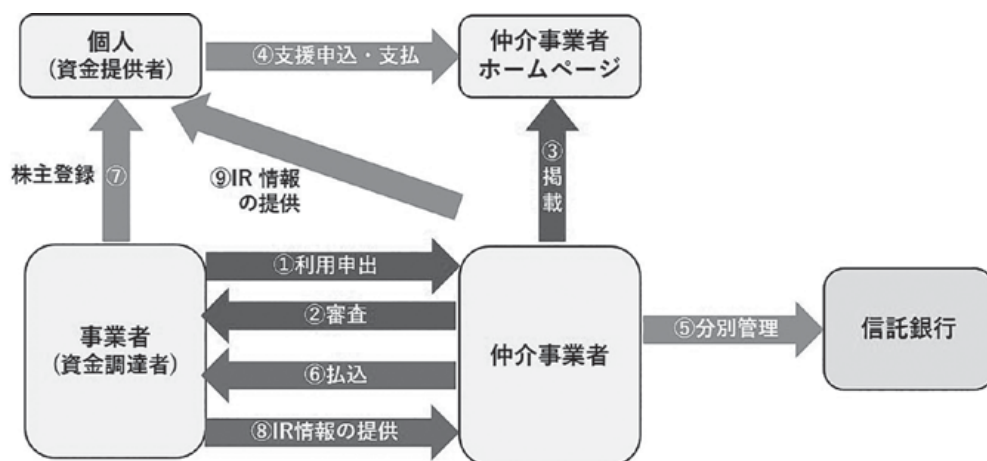 個人
(資金提供者)
④支援申込・支払
仲介事業者
ホームページ
株主登録
⑦
⑨IR 情報
の提供
③掲載
①利用申出
②審査
⑥払込
⑧IR情報の提供
事業者
(資金調達者)
仲介事業者
⑤分別管理
信託銀行